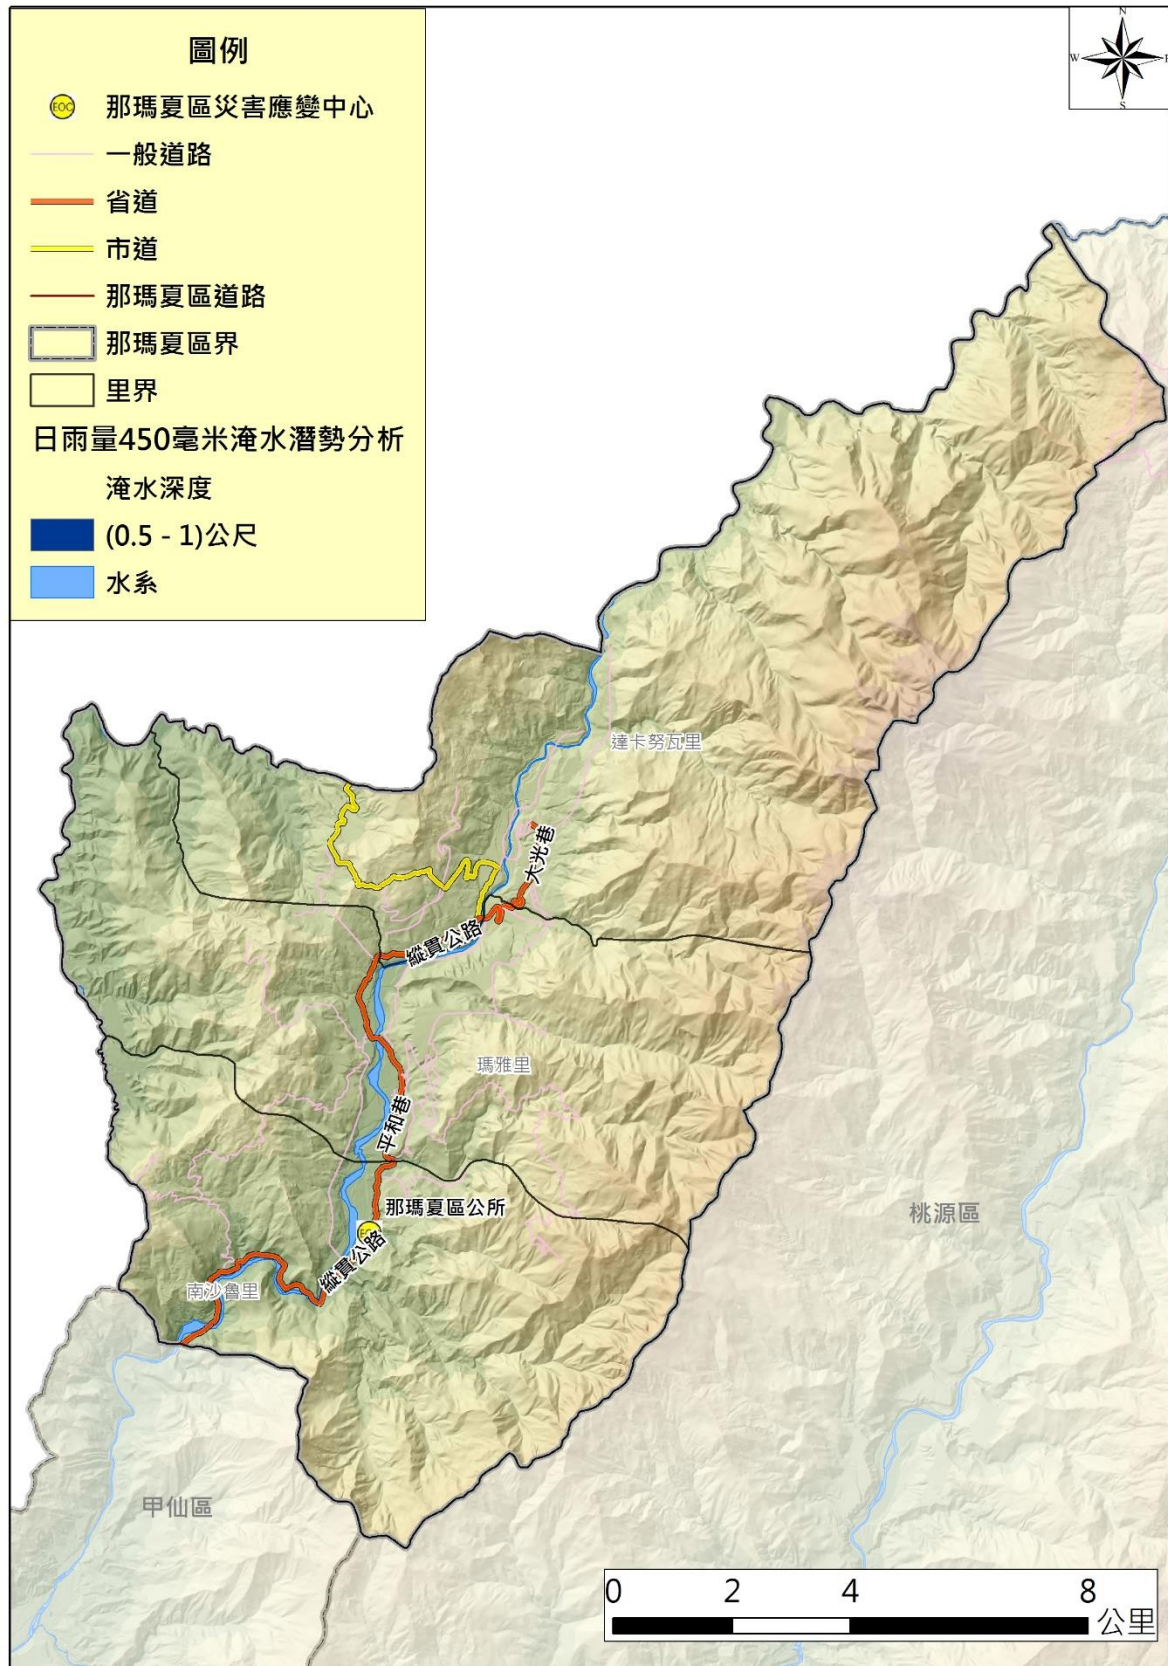 圖例
EOC 那瑪夏區災害應變中心
一般道路
省道
市道
那瑪夏區道路
那瑪夏區界
里界
日雨量450毫米淹水潛勢分析
淹水深度
(0.5 - 1)公尺
水系
N
W
E
S
達卡努瓦里
大光巷
縱貫公路
瑪雅里
平和巷
那瑪夏區公所
縱貫公路
南沙魯里
桃源區
甲仙區
0 2 4 8
公里